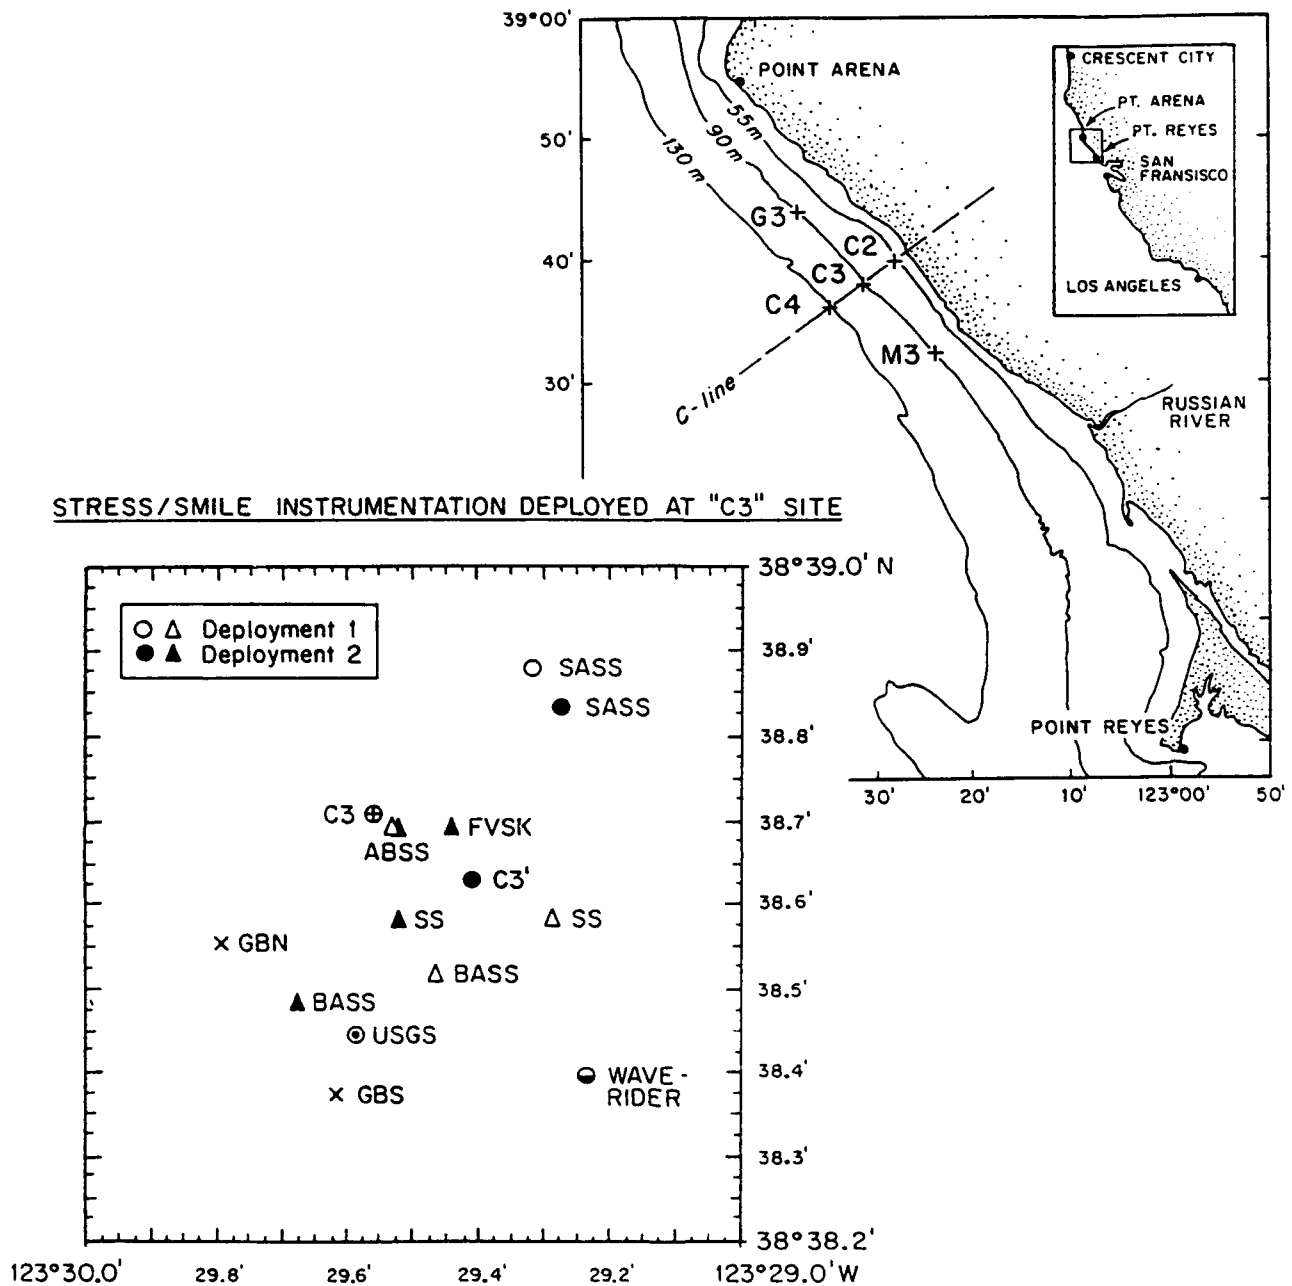 39°00'
50'
40'
30'
POINT ARENA
55m
90m
130m
G3
C2
C3
C4
M3
C-line
RUSSIAN
RIVER
POINT REYES
30'
20'
10'
123°00'
50'
CRESCENT CITY
PT. ARENA
PT. REYES
SAN
FRANSISCO
LOS ANGELES
STRESS/SMILE INSTRUMENTATION DEPLOYED AT "C3" SITE
Deployment 1
Deployment 2
SASS
SASS
C3
ABSS
FVSK
C3'
SS
SS
GBN
BASS
BASS
USGS
GBS
WAVE-
RIDER
38°39.0' N
38.9'
38.8'
38.7'
38.6'
38.5'
38.4'
38.3'
38°38.2'
123°30.0'
29.8'
29.6'
29.4'
29.2'
123°29.0'W